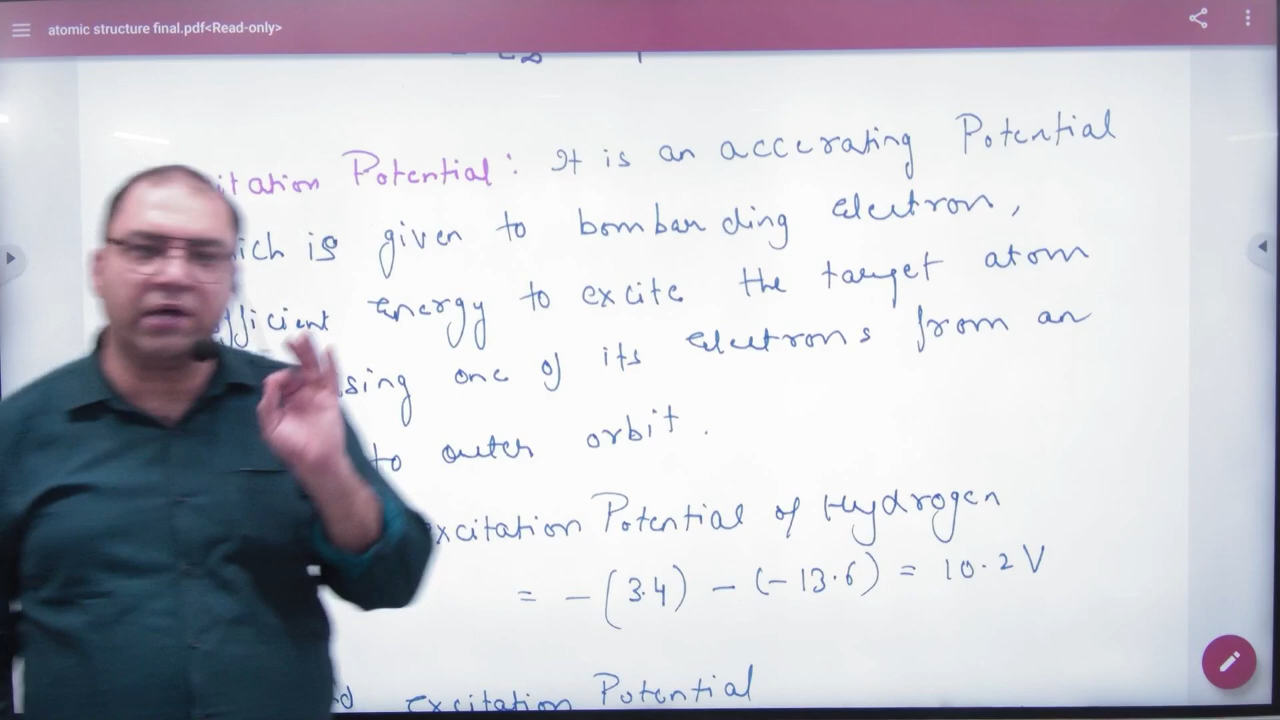 atomic structure final.pdf<Read-only>
itation Potential: It is an accerating Potential
ich is given to bombarding electron,
fficient energy to excite the target atom
sing one of its electrons from an
to outer orbit.
xcitation Potential of Hydrogen
= -(3.4) - (-13.6) = 10.2 V
excitation Potential